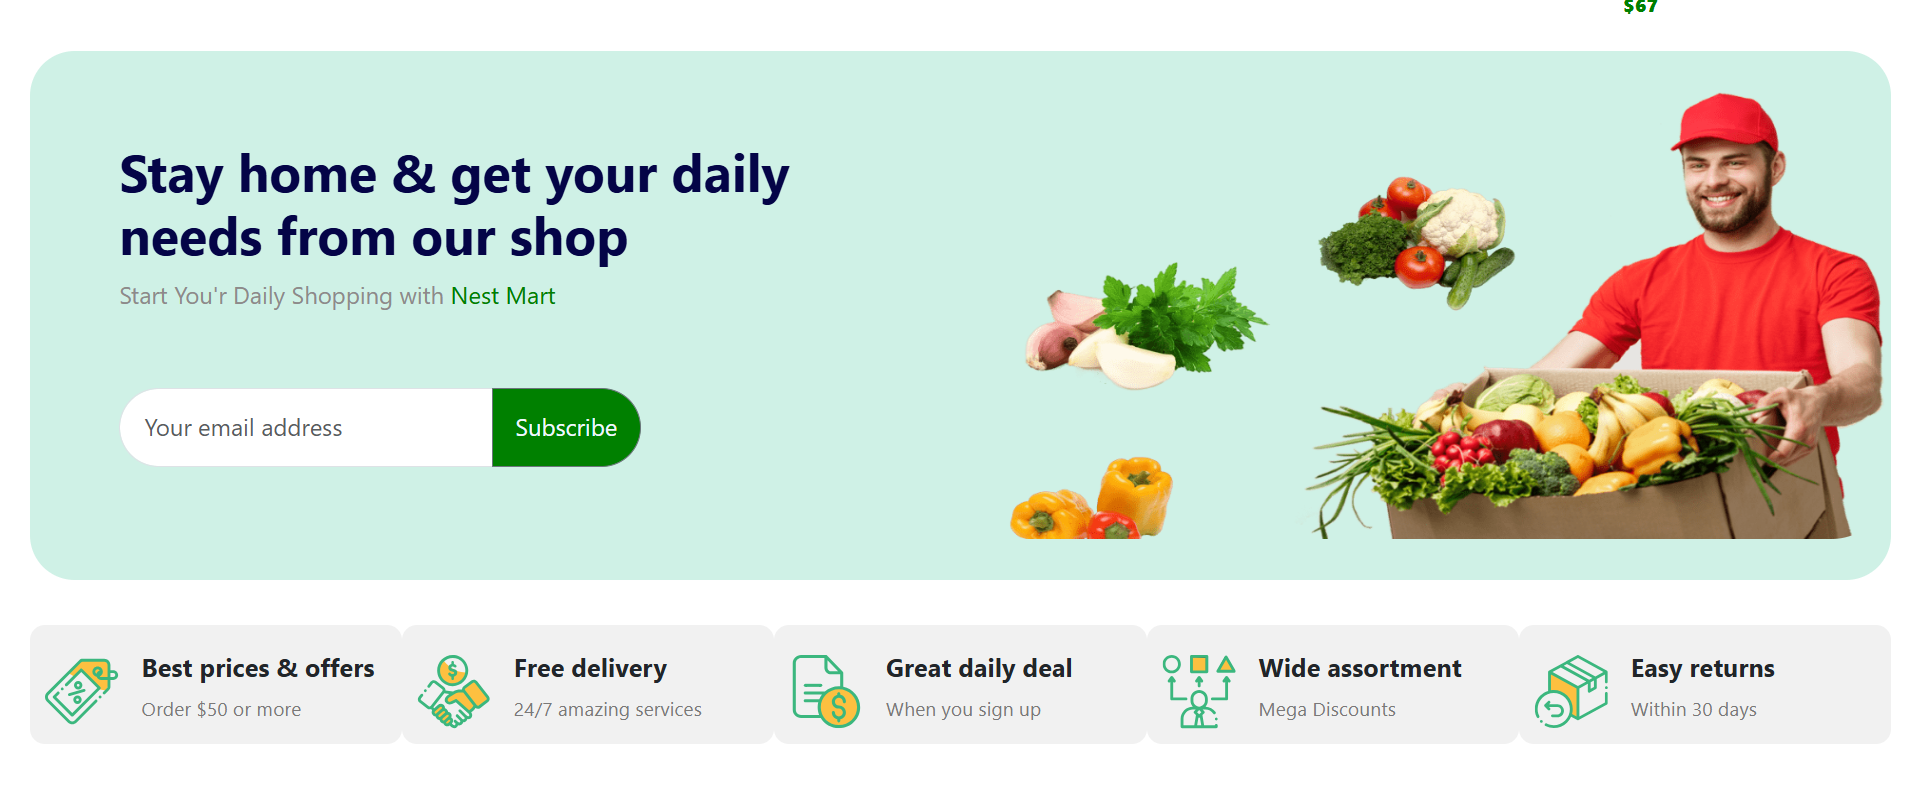 $67
Stay home & get your daily
needs from our shop
Start You'r Daily Shopping with Nest Mart
Your email address
Subscribe
Best prices & offers
Order $50 or more
Free delivery
24/7 amazing services
Great daily deal
When you sign up
Wide assortment
Mega Discounts
Easy returns
Within 30 days